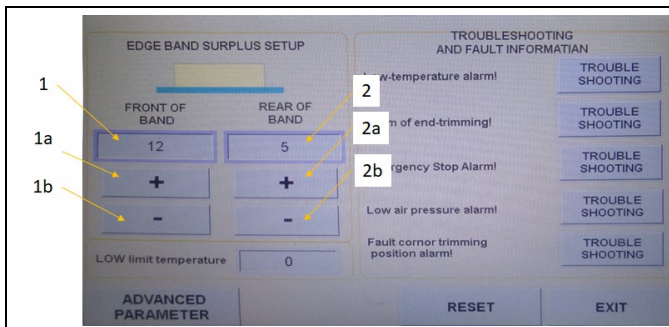 TROUBLESHOOTING
AND FAULT INFORMATIAN
EDGE BAND SURPLUS SETUP
1
FRONT OF
BAND
12
+
-
1a
1b
REAR OF
BAND
5
+
-
2
2a
2b
LOW limit temperature 0
-temperature alarm!
TROUBLE
SHOOTING
of end-trimming!
TROUBLE
SHOOTING
Stop Alarm!
TROUBLE
SHOOTING
Low air pressure alarm!
TROUBLE
SHOOTING
Fault cornor trimming
position alarm!
TROUBLE
SHOOTING
ADVANCED
PARAMETER
RESET
EXIT